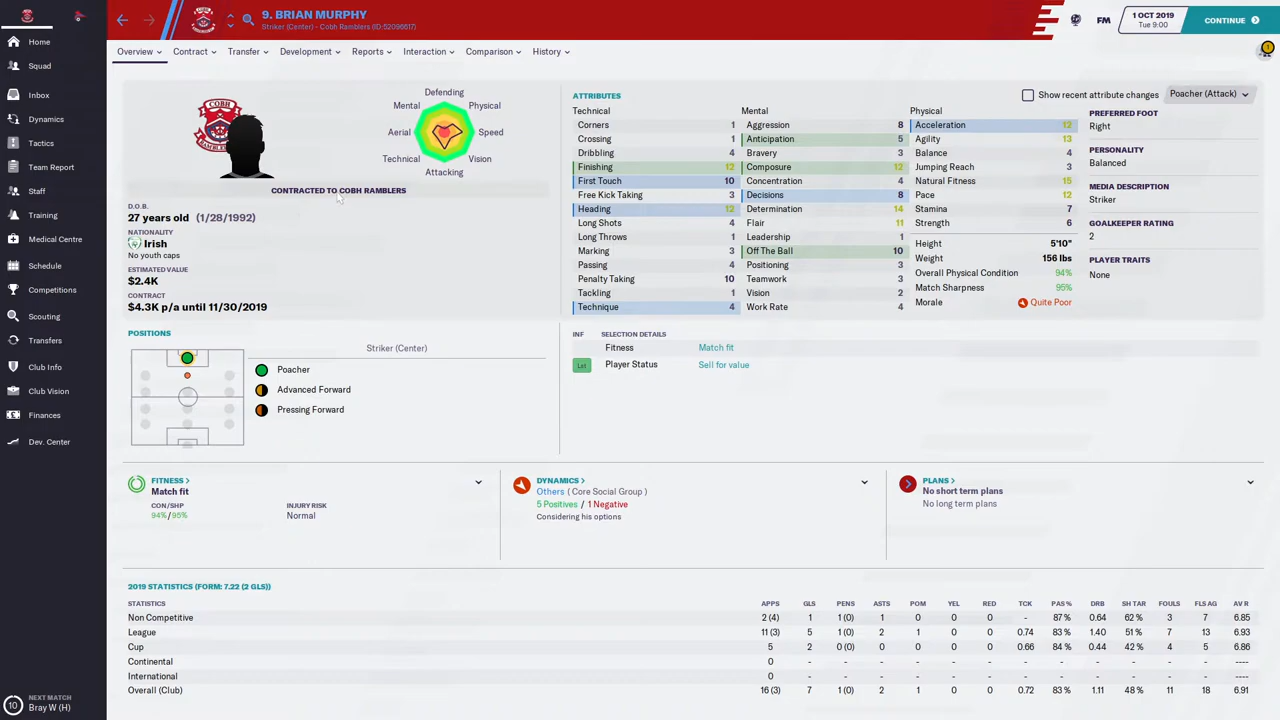 9. BRIAN MURPHY
Striker (Center) - Cobh Ramblers (ID:52096617)
FM
1 OCT 2019
Tue 9:00
CONTINUE
Home
Squad
Inbox
Dynamics
Tactics
Team Report
Staff
Training
Medical Centre
Schedule
Competitions
Scouting
Transfers
Club Info
Club Vision
Finances
Dev. Center
10
NEXT MATCH
Bray W (H)
Overview Contract Transfer Development Reports Interaction Comparison History
COBH
RAMBLERS
Defending
Mental Physical
Aerial Speed
Technical Vision
Attacking
CONTRACTED TO COBH RAMBLERS
D.O.B.
27 years old (1/28/1992)
NATIONALITY
Irish
No youth caps
ESTIMATED VALUE
$2.4K
CONTRACT
$4.3K p/a until 11/30/2019
ATTRIBUTES
Show recent attribute changes
Poacher (Attack)
Technical Mental Physical
Corners 1 Aggression 8 Acceleration 12
Crossing 1 Anticipation 5 Agility 13
Dribbling 4 Bravery 3 Balance 4
Finishing 12 Composure 12 Jumping Reach 3
First Touch 10 Concentration 4 Natural Fitness 15
Free Kick Taking 3 Decisions 8 Pace 12
Heading 12 Determination 14 Stamina 7
Long Shots 4 Flair 11 Strength 6
Long Throws 1 Leadership 1
Marking 3 Off The Ball 10
Passing 4 Positioning 3
Penalty Taking 10 Teamwork 3
Tackling 1 Vision 2
Technique 4 Work Rate 4
Height 5'10"
Weight 156 lbs
Overall Physical Condition 94%
Match Sharpness 95%
Morale Quite Poor
PREFERRED FOOT
Right
PERSONALITY
Balanced
MEDIA DESCRIPTION
Striker
GOALKEEPER RATING
2
PLAYER TRAITS
None
POSITIONS
Striker (Center)
Poacher
Advanced Forward
Pressing Forward
INF SELECTION DETAILS
Fitness Match fit
Lst Player Status Sell for value
FITNESS >
Match fit
CON/SHP
94%/95%
INJURY RISK
Normal
DYNAMICS >
Others ( Core Social Group )
5 Positives / 1 Negative
Considering his options
PLANS >
No short term plans
No long term plans
2019 STATISTICS (FORM: 7.22 (2 GLS))
STATISTICS APPS GLS PENS ASTS POM YEL RED TCK PAS % DRB SH TAR FOULS FLS AG AV R
Non Competitive 2 (4) 1 1 (0) 1 0 0 0 - 87 % 0.64 62 % 3 7 6.85
League 11 (3) 5 1 (0) 2 1 0 0 0.74 83 % 1.40 51 % 7 13 6.93
Cup 5 2 0 (0) 0 0 0 0 0.66 84 % 0.44 42 % 4 5 6.86
Continental 0 - - - - - - - - - - - - ----
International 0 - - - - - - - - - - - - ----
Overall (Club) 16 (3) 7 1 (0) 2 1 0 0 0.72 83 % 1.11 48 % 11 18 6.91